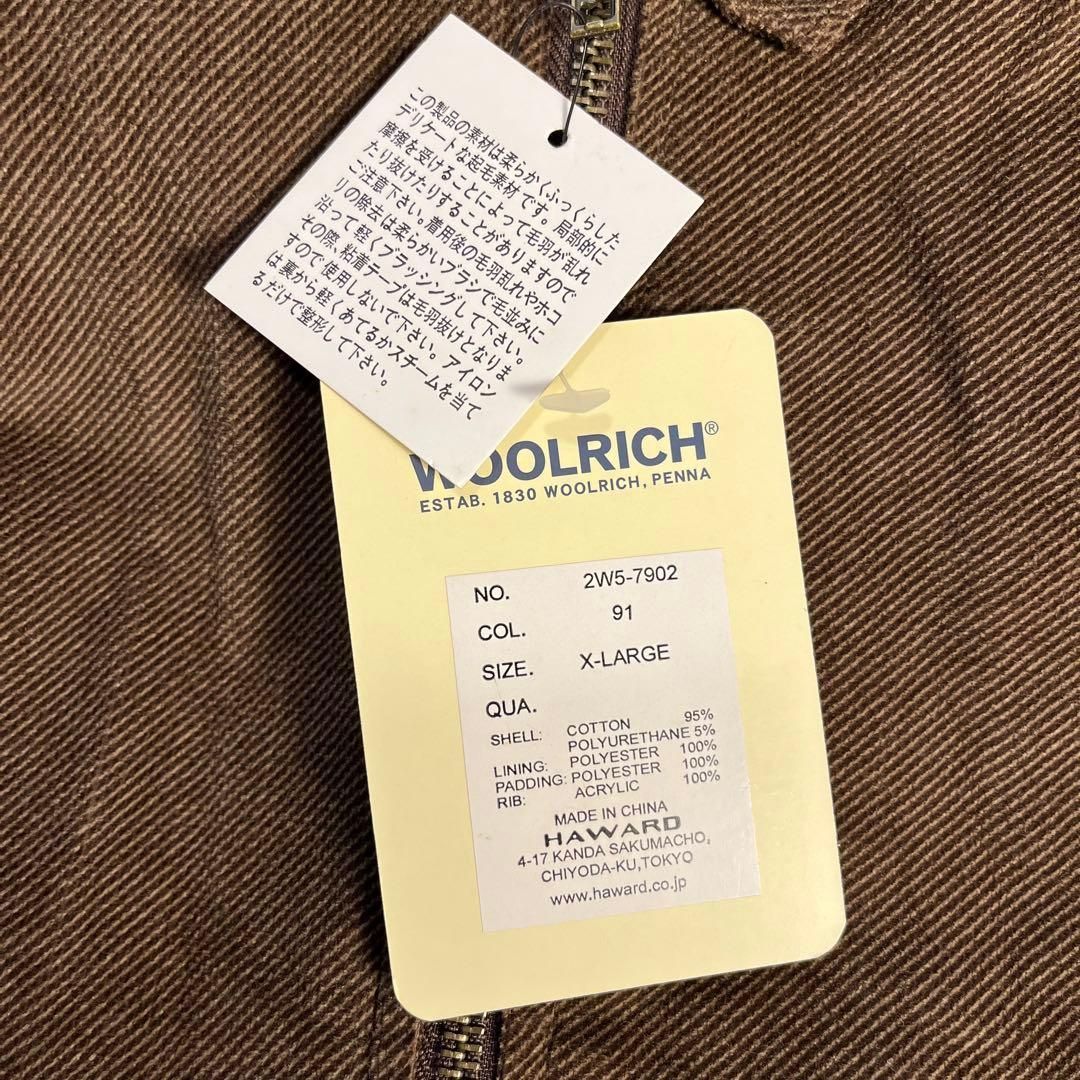 この製品の素材は柔らかくふっくらした
デリケートな起毛素材です。局部的に
摩擦を受けることによって毛羽が乱れ
たり抜けたりすることがありますので
ご注意下さい。着用後の毛羽乱れやホコ
リの除去は柔らかいブラシで毛並みに
沿って軽くブラッシングして下さい。
その際、粘着テープは毛羽抜けとなりま
すので使用しないで下さい。アイロン
は裏から軽くあてるかスチームを当て
るだけで整形して下さい。
WOOLRICH®
ESTAB. 1830 WOOLRICH, PENNA
NO. 2W5-7902
COL. 91
SIZE. X-LARGE
QUA.
SHELL: COTTON 95%
POLYURETHANE 5%
LINING: POLYESTER 100%
PADDING: POLYESTER 100%
RIB: ACRYLIC 100%
MADE IN CHINA
HAWARD
4-17 KANDA SAKUMACHO,
CHIYODA-KU,TOKYO
www.haward.co.jp